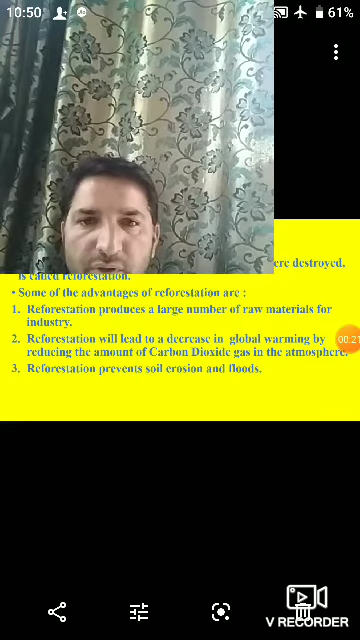 10:50
61%
ere destroyed,
is called reforestation.
• Some of the advantages of reforestation are :
1. Reforestation produces a large number of raw materials for
industry.
2. Reforestation will lead to a decrease in global warming by
reducing the amount of Carbon Dioxide gas in the atmosphere.
00:21
3. Reforestation prevents soil erosion and floods.
V RECORDER